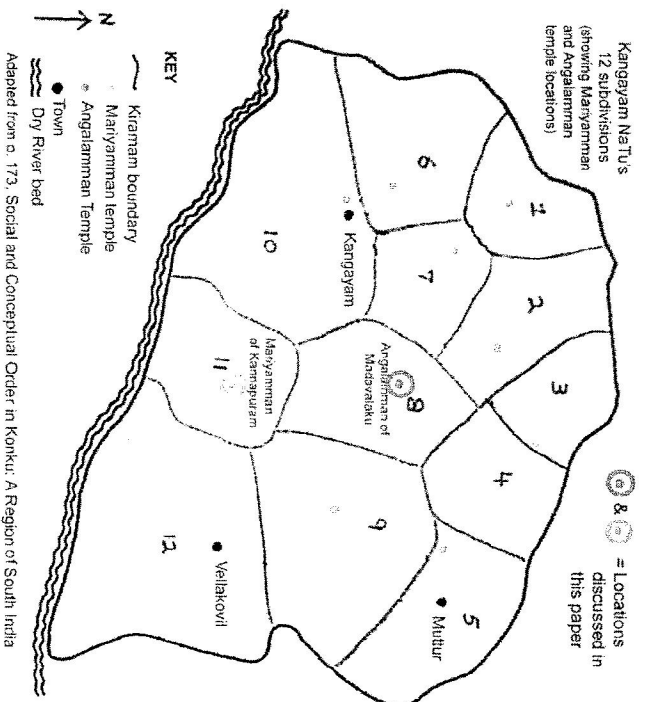 Kangayam NaTu's
12 subdivisions
(showing Mariyamman
and Angalamman
temple locations)
& = Locations
discussed in
this paper
1
2
3
4
5
6
7
8
9
10
11
12
Angalamman of
Madavalaku
Mariyamman
of Kannapuram
Kangayam
Muttur
Vellakovil
KEY
Kiramam boundary
Mariyamman temple
Angalamman Temple
Town
Dry River bed
N
Adapted from p. 173, Social and Conceptual Order in Konku: A Region of South India